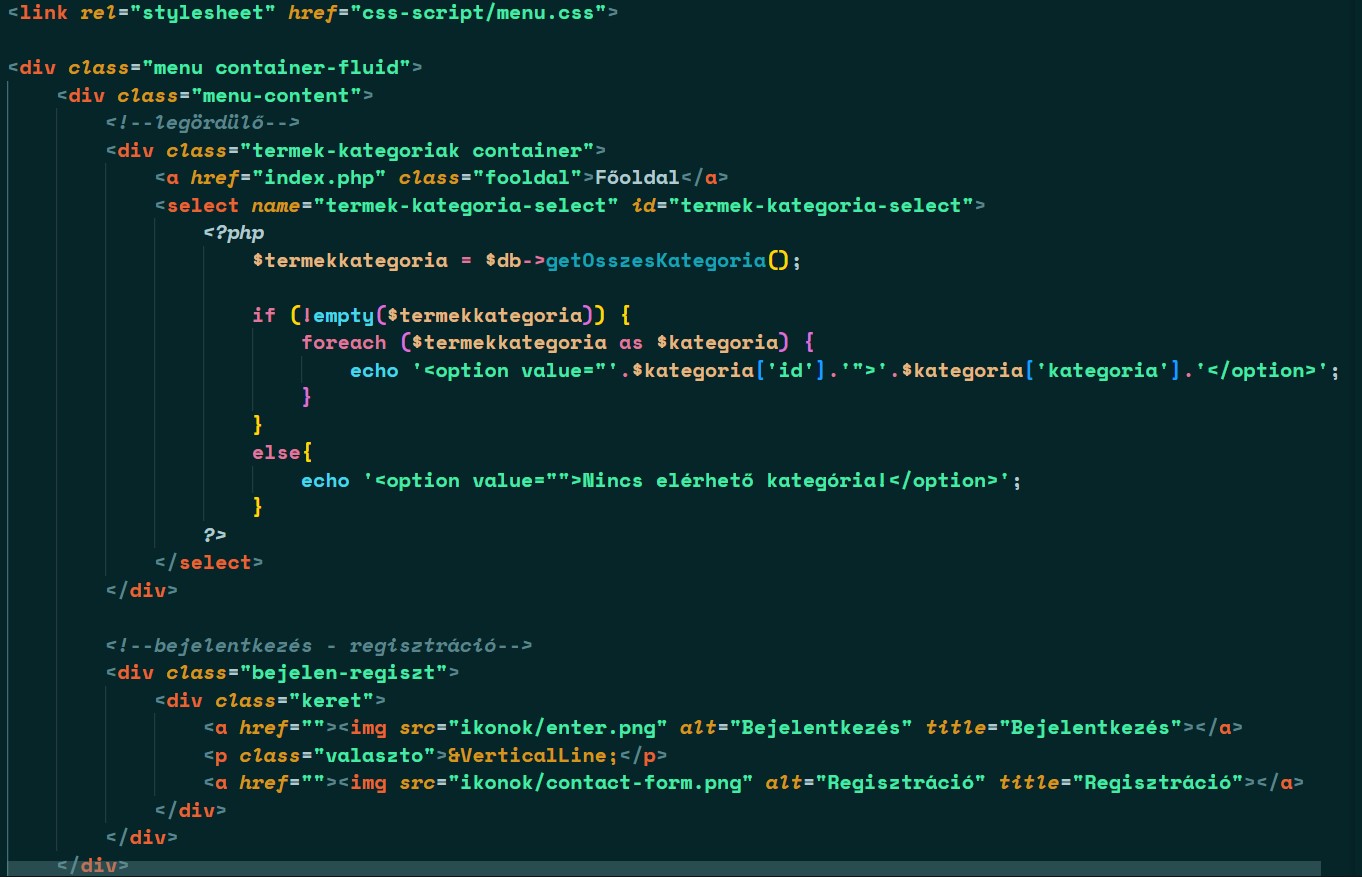 <link rel="stylesheet" href="css-script/menu.css">
<div class="menu container-fluid">
<div class="menu-content">
<!--legördülő-->
<div class="termek-kategoriak container">
<a href="index.php" class="fooldal">Főoldal</a>
<select name="termek-kategoria-select" id="termek-kategoria-select">
<?php
$termekkategoria = $db->getOsszesKategoria();
if (!empty($termekkategoria)) {
foreach ($termekkategoria as $kategoria) {
echo '<option value="'.$kategoria['id'].'">'.$kategoria['kategoria'].'</option>';
}
}
else{
echo '<option value="">Nincs elérhető kategória!</option>';
}
?>
</select>
</div>
<!--bejelentkezés - regisztráció-->
<div class="bejelen-regiszt">
<div class="keret">
<a href=""><img src="ikonok/enter.png" alt="Bejelentkezés" title="Bejelentkezés"></a>
<p class="valaszto">&VerticalLine;</p>
<a href=""><img src="ikonok/contact-form.png" alt="Regisztráció" title="Regisztráció"></a>
</div>
</div>
</div>